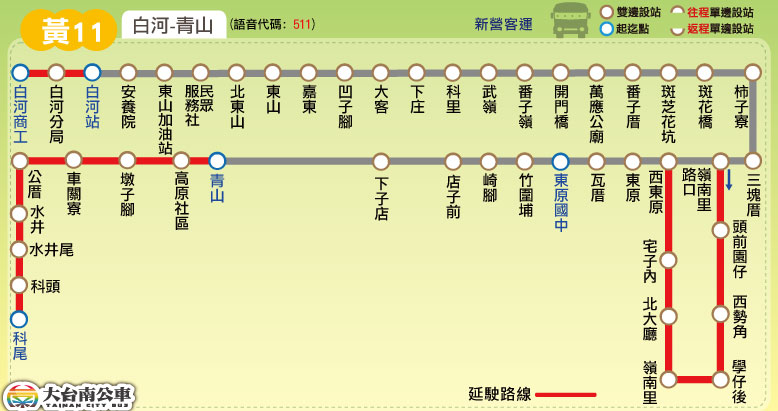 黃11
白河-青山
(語音代碼: 511)
新營客運
雙邊設站
起迄點
往程單邊設站
返程單邊設站
白河商工
白河分局
白河站
安養院
東山加油站
民眾服務社
北東山
東山
嘉東
凹子腳
大客
下庄
科里
武嶺
番子嶺
開門橋
萬應公廟
番子厝
斑芝花坑
斑花橋
柿子寮
三塊厝
嶺南里路口
西東原
東原
瓦厝
東原國中
竹圍埔
崎腳
店子前
下子店
青山
高原社區
墩子腳
車關寮
公厝
水井
水井尾
科頭
科尾
頭前園仔
西勢角
學仔後
嶺南里
北大廳
宅子內
延駛路線
大台南公車
TAINAN CITY BUS